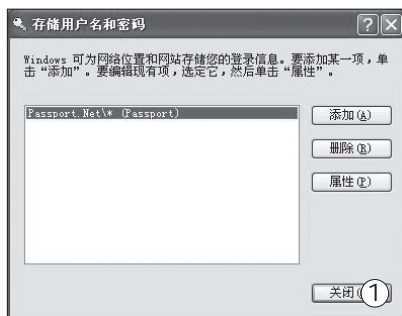 存储用户名和密码
Windows 可为网络位置和网站存储您的登录信息。要添加某一项，单
击“添加”。要编辑现有项，选定它，然后单击“属性”。
Passport.Net\* (Passport)
添加(A)
删除(R)
属性(P)
关闭
1